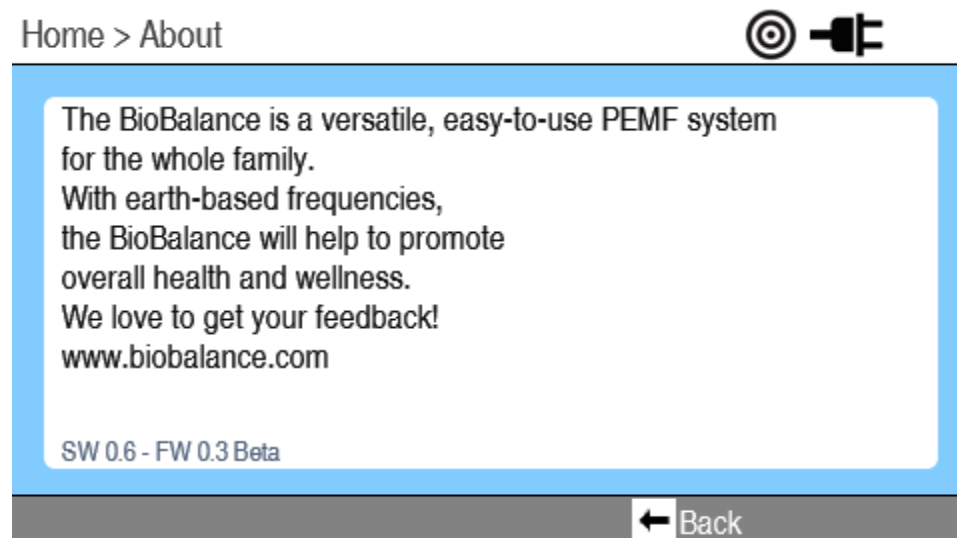 Home > About
The BioBalance is a versatile, easy-to-use PEMF system
for the whole family.
With earth-based frequencies,
the BioBalance will help to promote
overall health and wellness.
We love to get your feedback!
www.biobalance.com
SW 0.6 - FW 0.3 Beta
Back